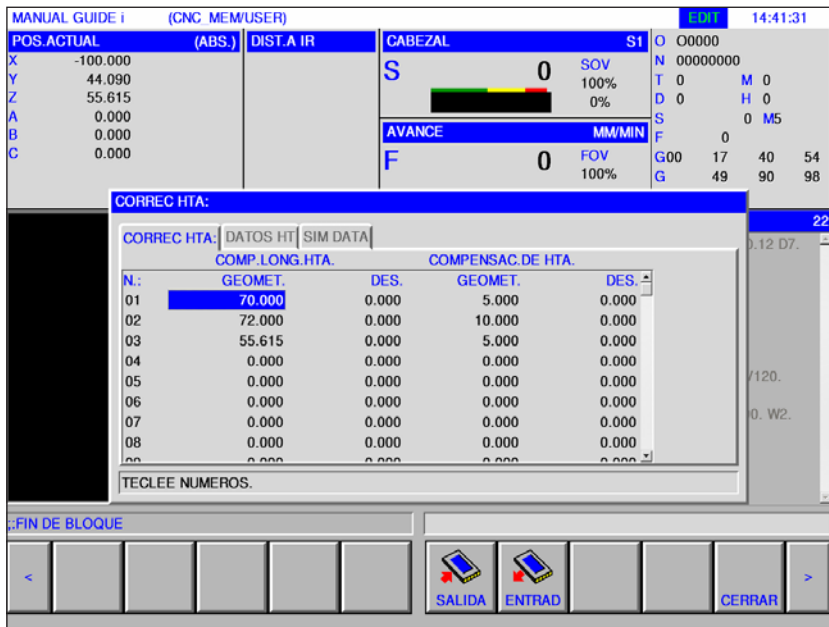 MANUAL GUIDE i (CNC_MEM/USER) EDIT 14:41:31
POS.ACTUAL (ABS.) DIST.A IR CABEZAL S1 O O0000
X -100.000 N 00000000
Y 44.090 S 0 SOV 100% T 0 M 0
Z 55.615 0% D 0 H 0
A 0.000 S 0 M5
B 0.000 AVANCE MM/MIN F 0
C 0.000 F 0 FOV 100% G00 17 40 54
G 49 90 98
CORREC HTA:
22
CORREC HTA: DATOS HT SIM DATA
0.12 D7.
COMP.LONG.HTA. COMPENSAC.DE HTA.
N.: GEOMET. DES. GEOMET. DES.
01 70.000 0.000 5.000 0.000
02 72.000 0.000 10.000 0.000
03 55.615 0.000 5.000 0.000
04 0.000 0.000 0.000 0.000
05 0.000 0.000 0.000 0.000
/120.
06 0.000 0.000 0.000 0.000
07 0.000 0.000 0.000 0.000
0. W2.
08 0.000 0.000 0.000 0.000
TECLEE NUMEROS.
;:FIN DE BLOQUE
< SALIDA ENTRAD CERRAR >